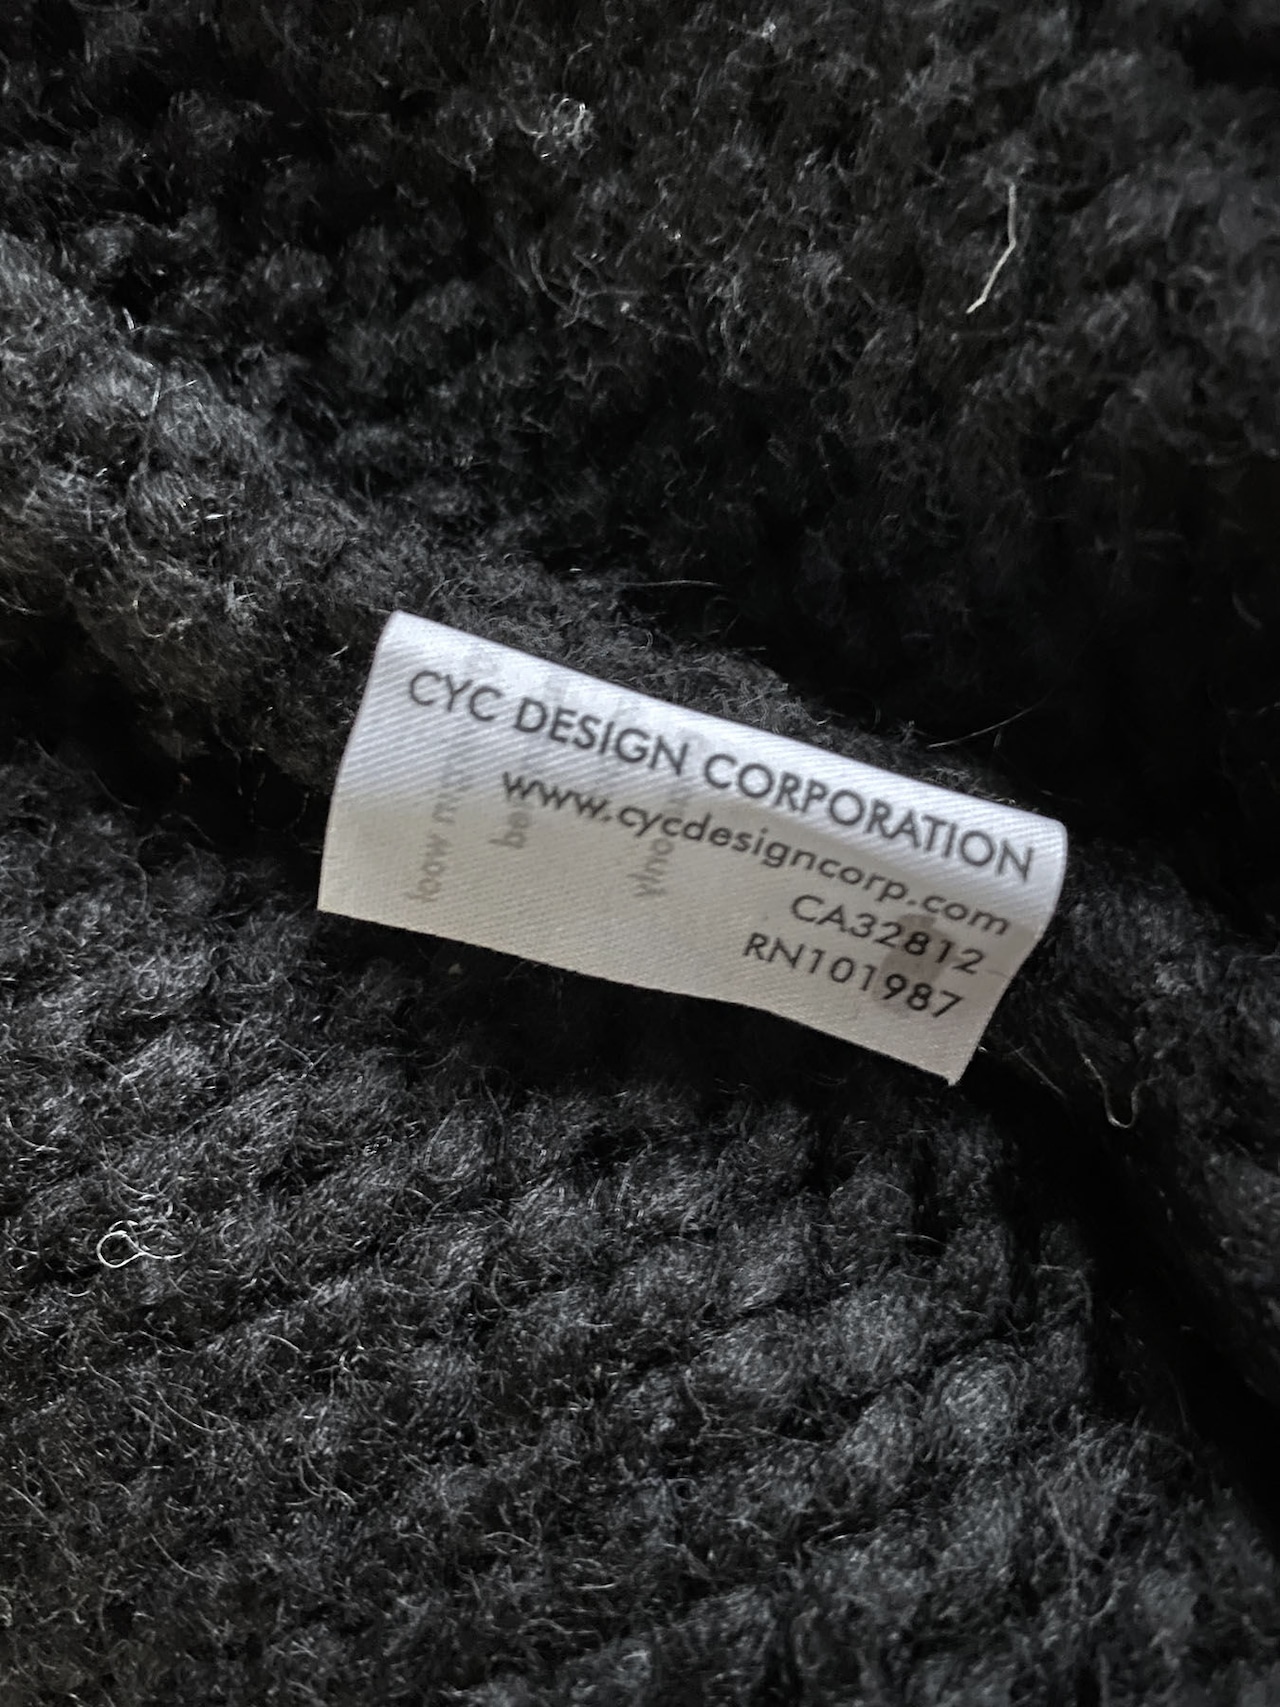 CYC DESIGN CORPORATION
www.cycdesigncorp.com
CA32812
RN101987